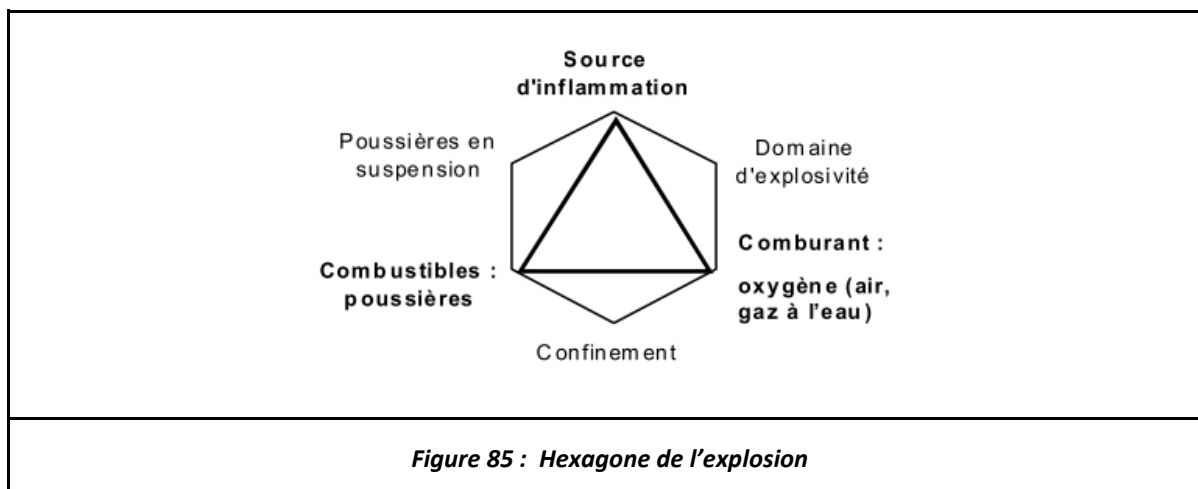 Source
d'inflammation
Poussières en
suspension
Domaine
d'explosivité
Combustibles :
poussières
Comburant :
oxygène (air,
gaz à l'eau)
Confinement
Figure 85 : Hexagone de l’explosion